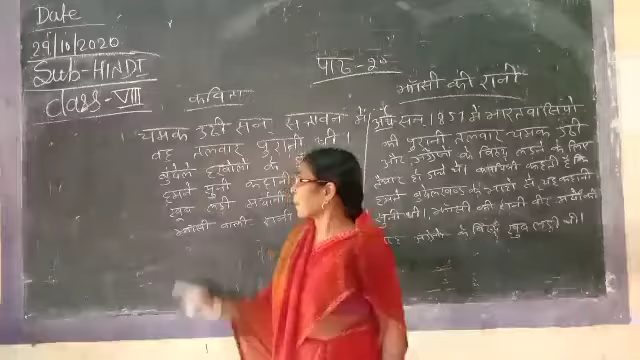 Date
29/10/2020
Sub-HINDI
Class-VIII
पाठ-20
झाँसी की रानी
कविता
चमक उठी सन् सत्तावन में
वह तलवार पुरानी थी।
बुंदेले हरबोलों के
हमने सुनी कहानी
खूब लड़ी मर्दानी
झाँसी वाली रानी
अर्थ सन् 1857 में भारतवासियों
की पुरानी तलवार चमक उठी
और अंग्रेजों के विरुद्ध लड़ने के लिए
तैयार हो उठे थे। कवयित्री कहती है कि
हमने बुंदेलखण्ड के से यह कहानी
सुनी थी। झाँसी की रानी वीर की
अंग्रेजों के विरुद्ध खूब लड़ी थी।